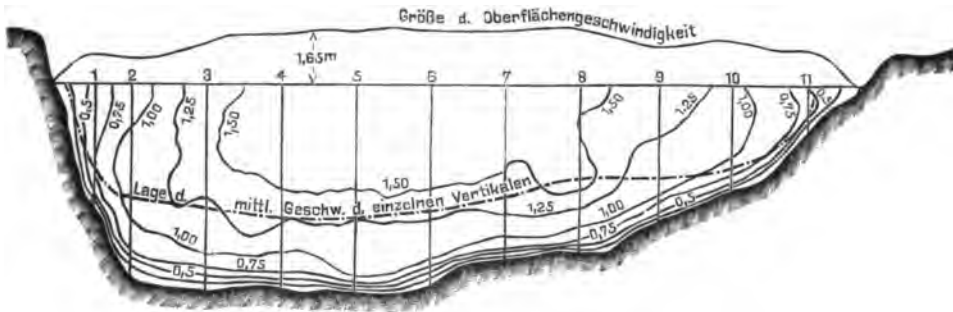 Größe d. Oberflächengeschwindigkeit
1,65m
1 2 3 4 5 6 7 8 9 10 11
0,5 0,75 1,00 1,25 1,50 1,50 1,25 1,00 0,75 0,5
1,50
Lage d. mittl. Geschw. d. einzelnen Vertikalen
1,25 1,00 0,75 0,5
1,00
0,75
0,5